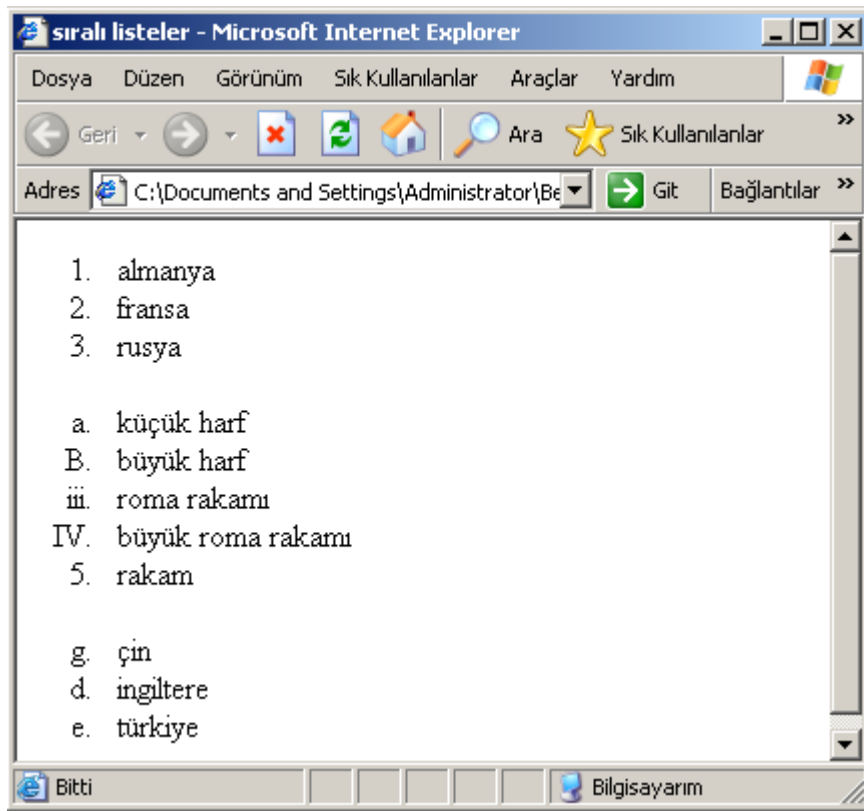 sıralı listeler - Microsoft Internet Explorer
Dosya Düzen Görünüm Sık Kullanılanlar Araçlar Yardım
Geri Ara Sık Kullanılanlar »
Adres C:\Documents and Settings\Administrator\Be Git Bağlantılar »
1. almanya
2. fransa
3. rusya
a. küçük harf
B. büyük harf
iii. roma rakamı
IV. büyük roma rakamı
5. rakam
g. çin
d. ingiltere
e. türkiye
Bitti Bilgisayarım